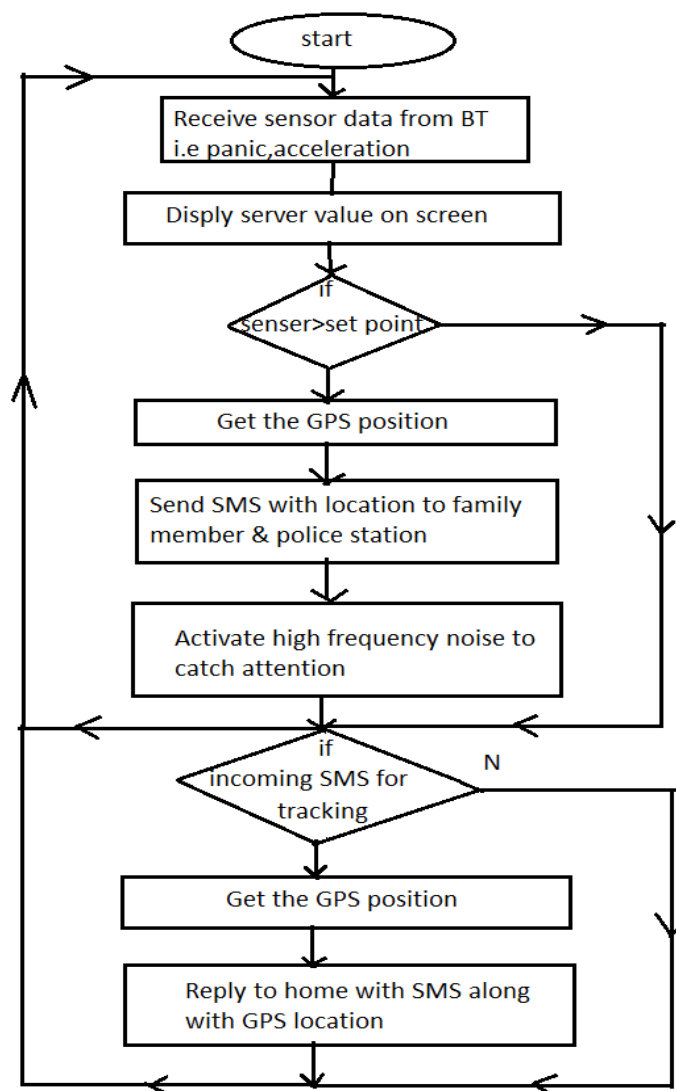 start
Receive sensor data from BT
i.e panic,acceleration
Disply server value on screen
if
senser>set point
Get the GPS position
Send SMS with location to family
member & police station
Activate high frequency noise to
catch attention
if
N
incoming SMS for
tracking
Get the GPS position
Reply to home with SMS along
with GPS location